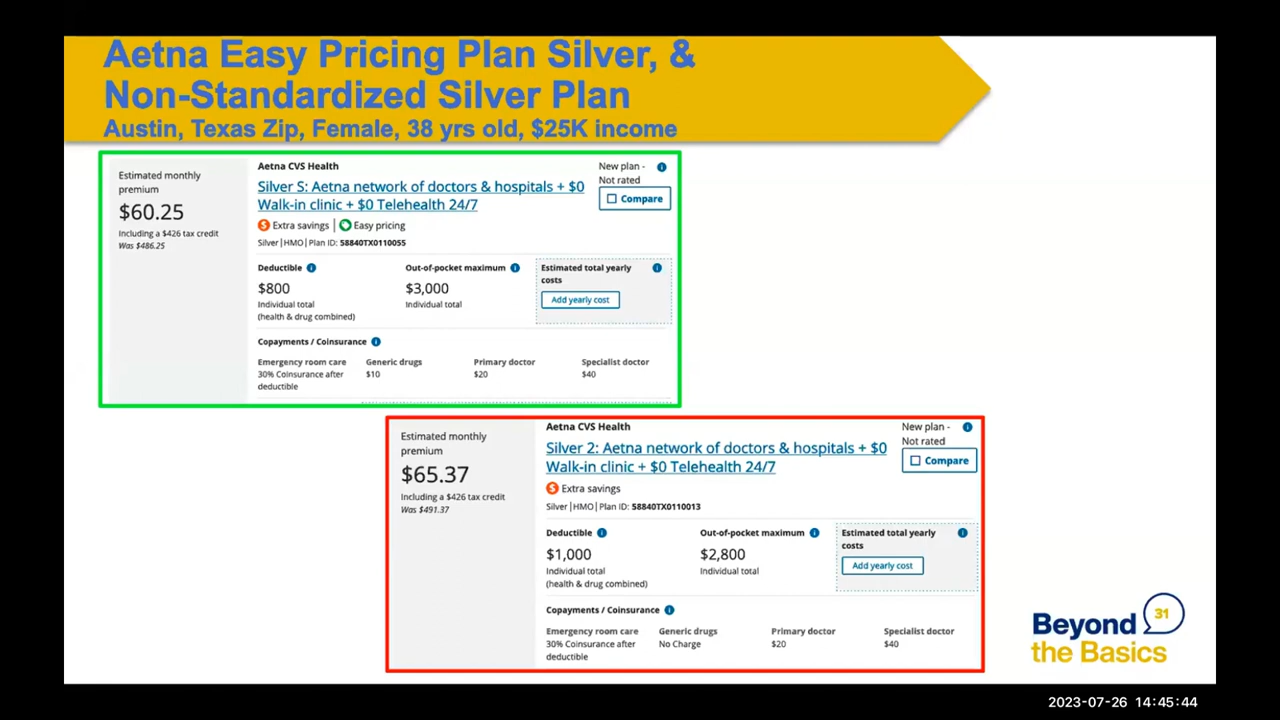 Aetna Easy Pricing Plan Silver, &
Non-Standardized Silver Plan
Austin, Texas Zip, Female, 38 yrs old, $25K income
Estimated monthly
premium
$60.25
Including a $426 tax credit
Was $486.25
Aetna CVS Health
Silver S: Aetna network of doctors & hospitals + $0
Walk-in clinic + $0 Telehealth 24/7
Extra savings | Easy pricing
Silver | HMO | Plan ID: 58840TX0110055
New plan -
Not rated
Compare
Deductible
$800
Individual total
(health & drug combined)
Out-of-pocket maximum
$3,000
Individual total
Estimated total yearly
costs
Add yearly cost
Copayments / Coinsurance
Emergency room care
30% Coinsurance after
deductible
Generic drugs
$10
Primary doctor
$20
Specialist doctor
$40
Estimated monthly
premium
$65.37
Including a $426 tax credit
Was $491.37
Aetna CVS Health
Silver 2: Aetna network of doctors & hospitals + $0
Walk-in clinic + $0 Telehealth 24/7
Extra savings
Silver | HMO | Plan ID: 58840TX0110013
New plan -
Not rated
Compare
Deductible
$1,000
Individual total
(health & drug combined)
Out-of-pocket maximum
$2,800
Individual total
Estimated total yearly
costs
Add yearly cost
Copayments / Coinsurance
Emergency room care
30% Coinsurance after
deductible
Generic drugs
No Charge
Primary doctor
$20
Specialist doctor
$40
31
Beyond
the Basics
2023-07-26 14:45:44